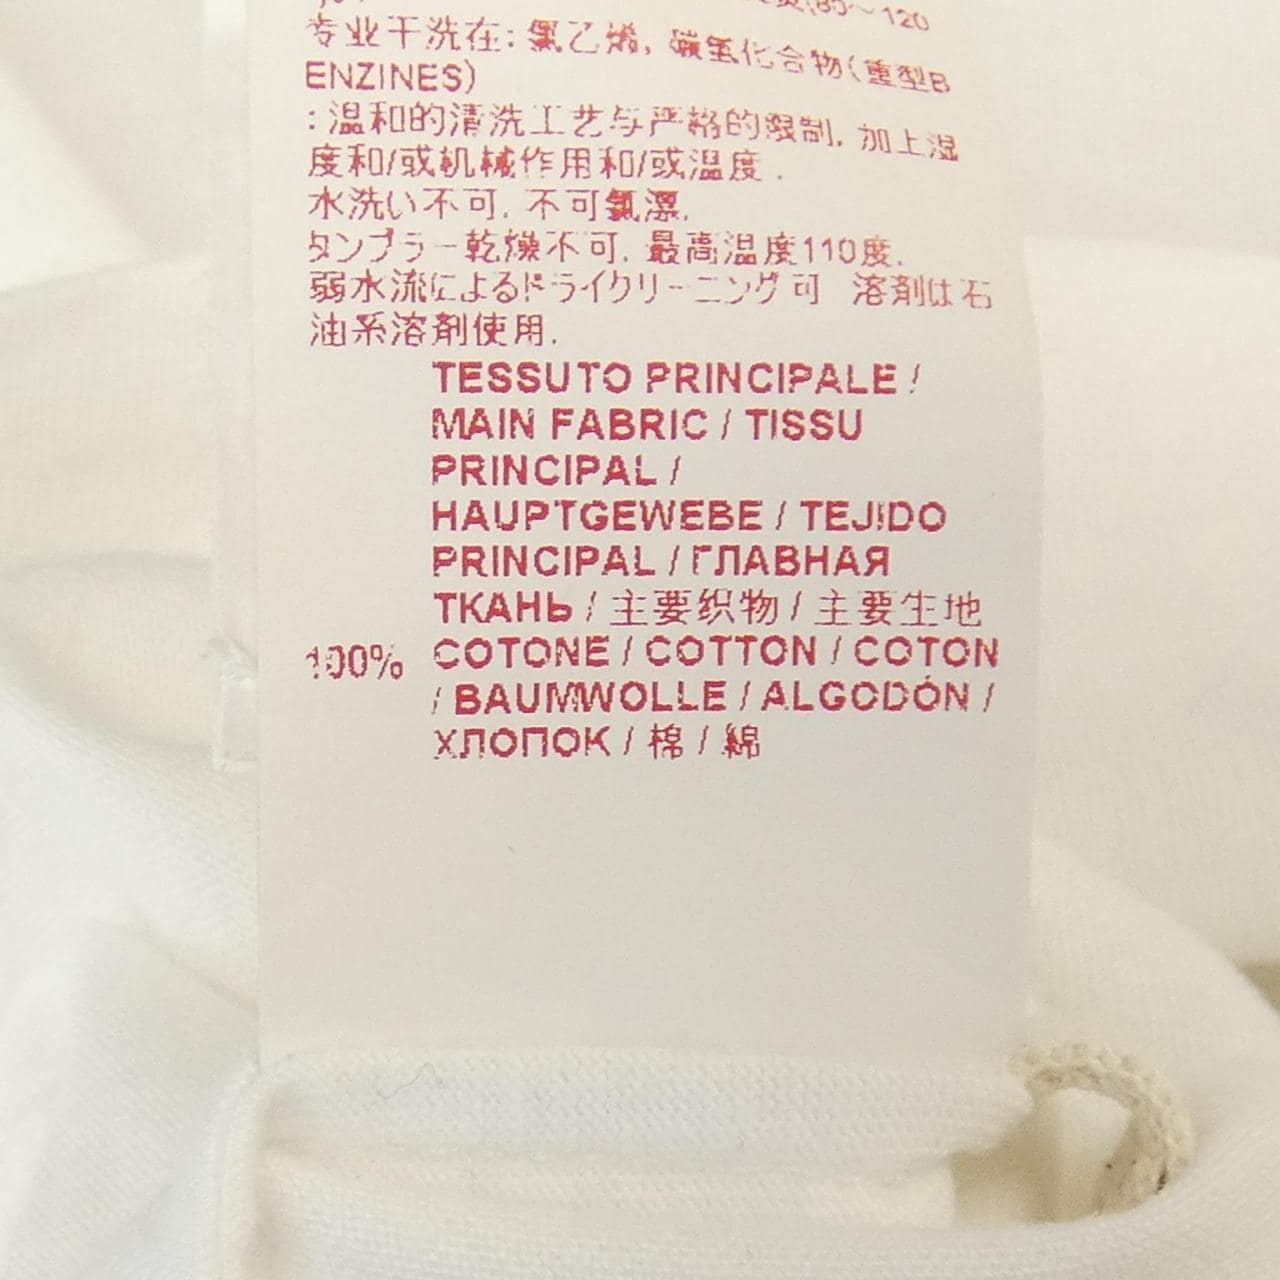 120
专业干洗在: 氯乙烯, 碳氢化合物(重型B
ENZINES)
:温和的清洗工艺与严格的限制, 加上湿
度和/或机械作用和/或温度.
水洗い不可, 不可氯漂,
タンブラー乾燥不可, 最高温度110度,
弱水流によるドライクリーニング可 溶剤は石
油系溶剤使用.
TESSUTO PRINCIPALE /
MAIN FABRIC / TISSU
PRINCIPAL /
HAUPTGEWEBE / TEJIDO
PRINCIPAL / ГЛАВНАЯ
ТКАНЬ / 主要织物 / 主要生地
100% COTONE / COTTON / COTON
/ BAUMWOLLE / ALGODÓN /
ХЛОПОК / 棉 / 綿